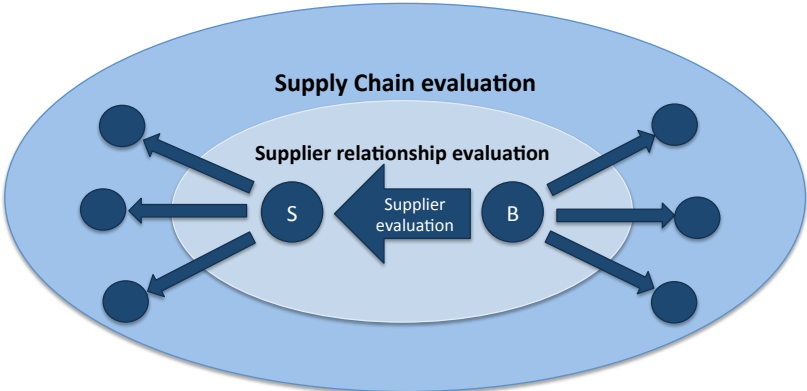 Supply Chain evaluation
Supplier relationship evaluation
S
Supplier
evaluation
B